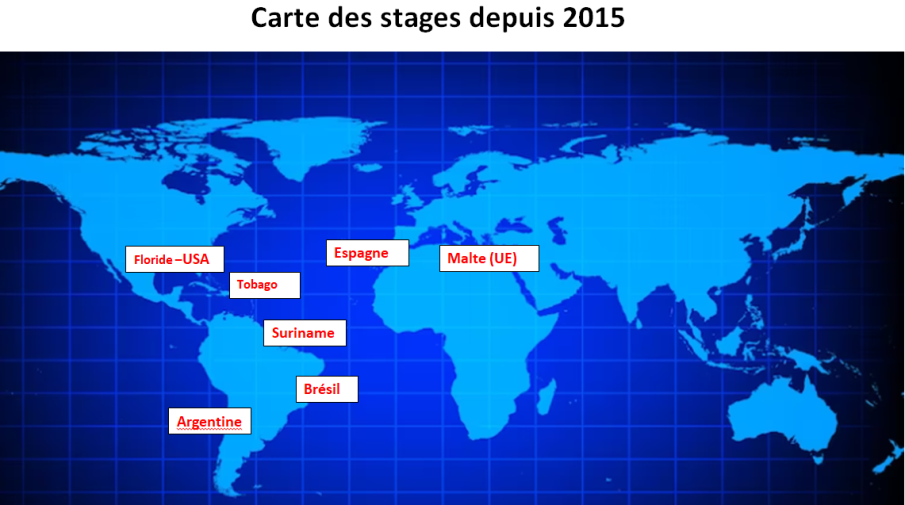 Carte des stages depuis 2015
Espagne
Floride –USA
Malte (UE)
Tobago
Suriname
Brésil
Argentine